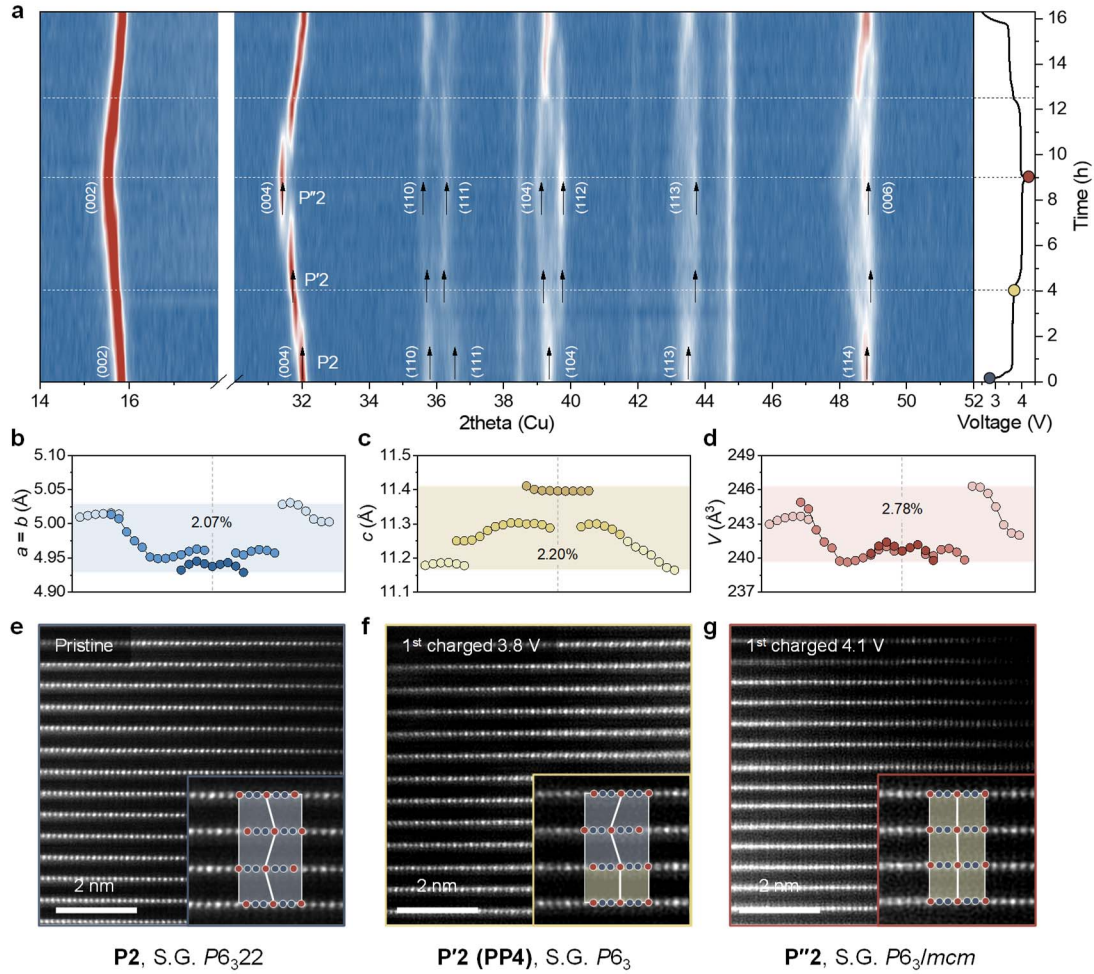 a
(002)
(002)
(004)
P″2
(110)
(111)
(104)
(112)
(113)
(006)
P′2
(004)
P2
(110)
(111)
(104)
(113)
(114)
16
14
12
10
8
6
4
2
0
Time (h)
14
16
32
34
36
38
40
42
44
46
48
50
52
3
4
2theta (Cu)
Voltage (V)
b
5.10
5.05
5.00
4.95
4.90
a = b (Å)
2.07%
c
11.5
11.4
11.3
11.2
11.1
c (Å)
2.20%
d
249
246
243
240
237
V (Å³)
2.78%
e
Pristine
2 nm
f
1st charged 3.8 V
2 nm
g
1st charged 4.1 V
2 nm
P2, S.G. P6₃22
P′2 (PP4), S.G. P6₃
P″2, S.G. P6₃/mcm